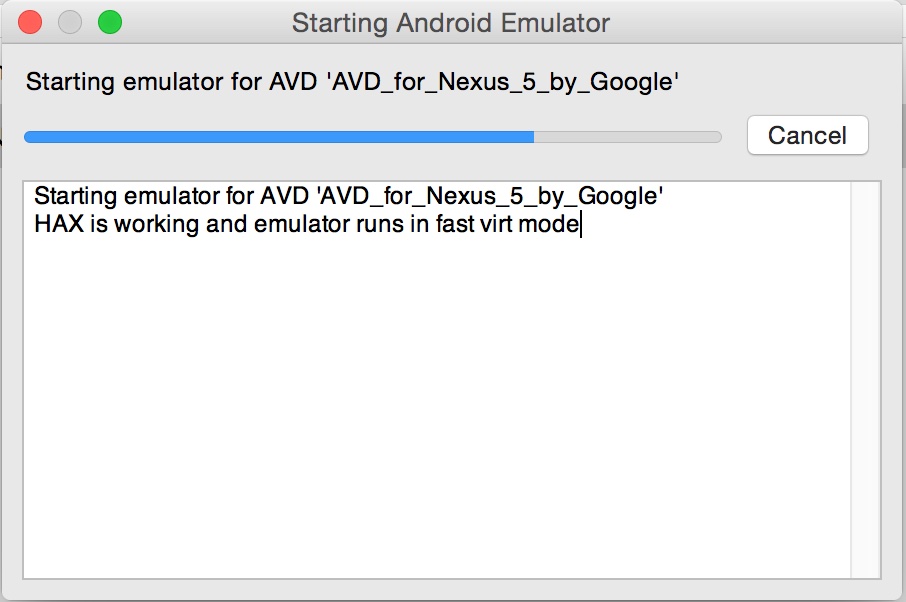 Starting Android Emulator
Starting emulator for AVD 'AVD_for_Nexus_5_by_Google'
Cancel
Starting emulator for AVD 'AVD_for_Nexus_5_by_Google'
HAX is working and emulator runs in fast virt mode